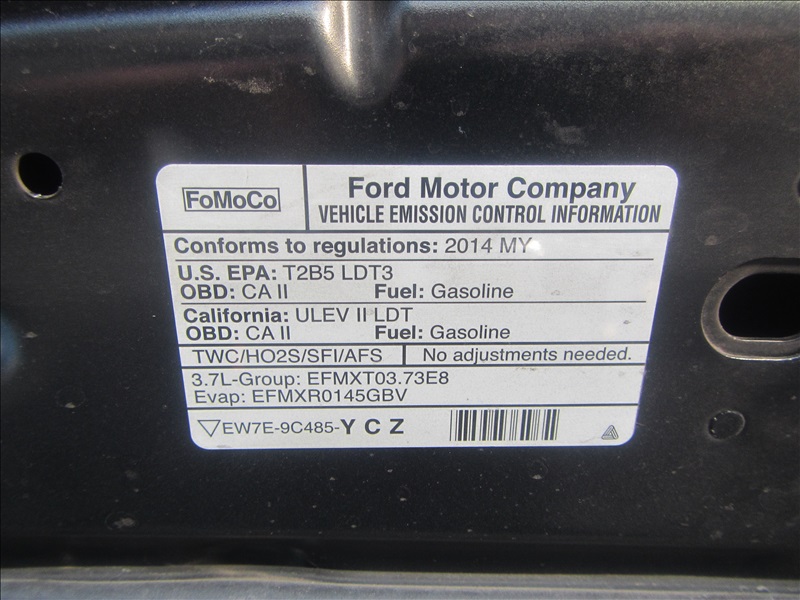 FoMoCo
Ford Motor Company
VEHICLE EMISSION CONTROL INFORMATION
Conforms to regulations: 2014 MY
U.S. EPA: T2B5 LDT3
OBD: CA II Fuel: Gasoline
California: ULEV II LDT
OBD: CA II Fuel: Gasoline
TWC/HO2S/SFI/AFS No adjustments needed.
3.7L-Group: EFMXT03.73E8
Evap: EFMXR0145GBV
EW7E-9C485-Y C Z